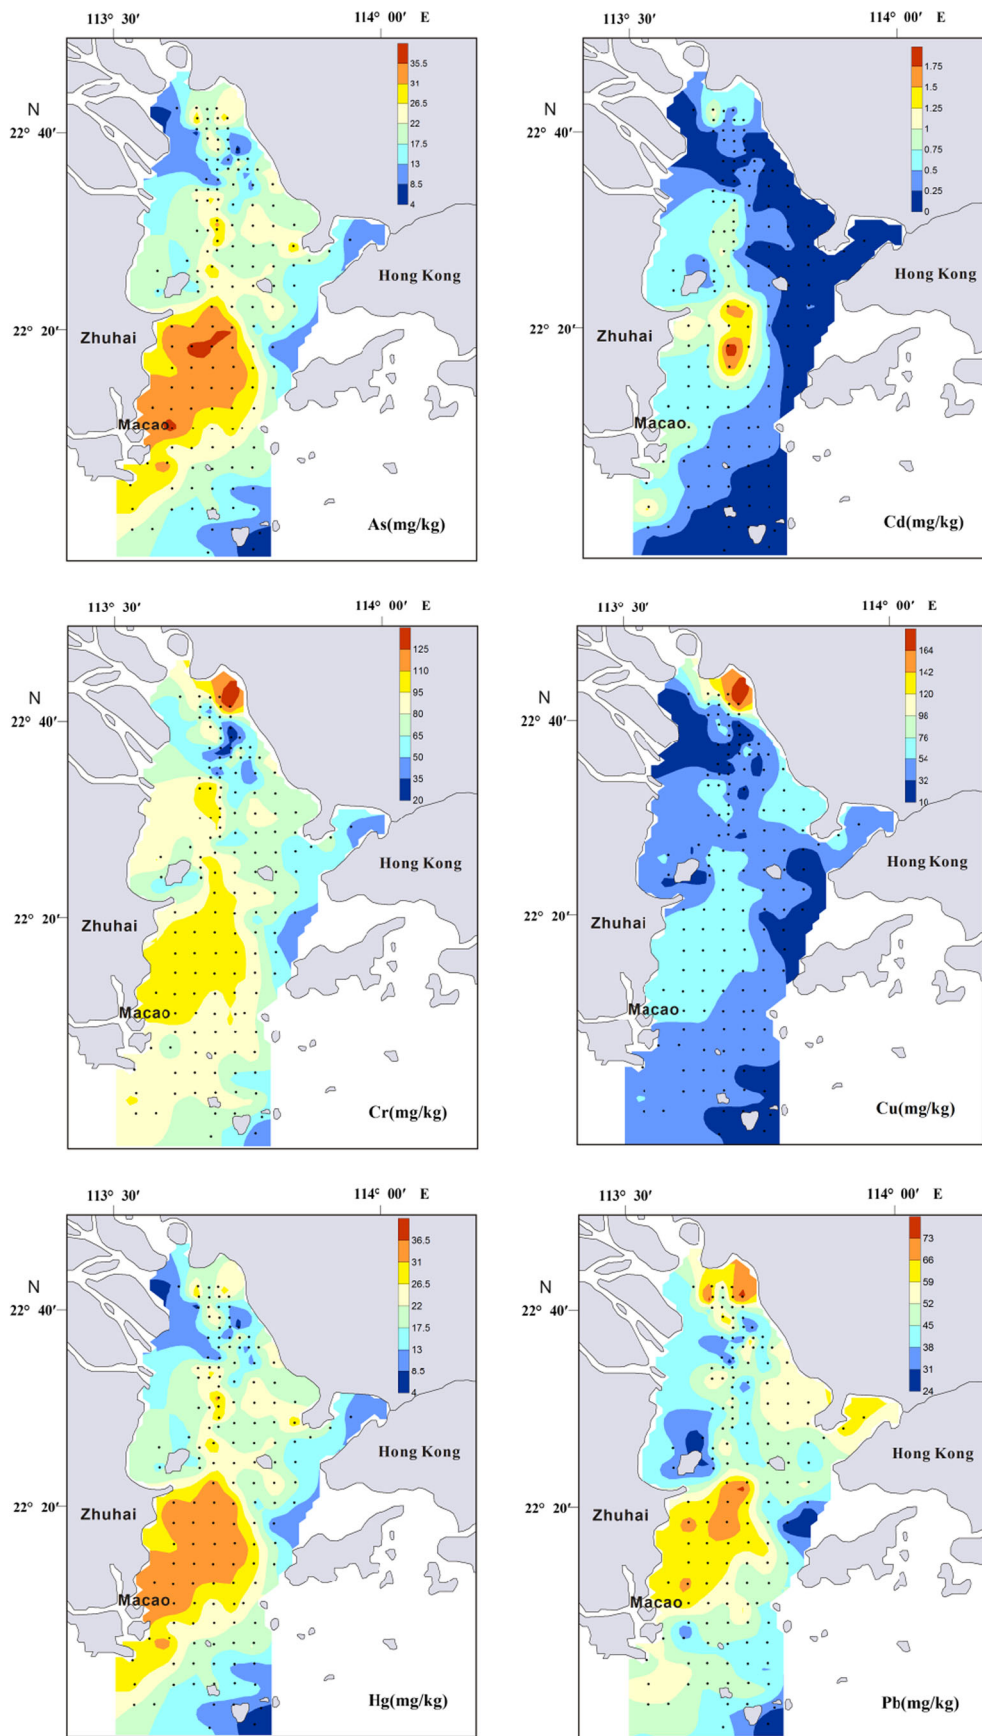 113° 30′ 114° 00′ E
113° 30′ 114° 00′ E
N
22° 40′
22° 20′
35.5
31
26.5
22
17.5
13
8.5
4
Hong Kong
Zhuhai
Macao
As(mg/kg)
N
22° 40′
22° 20′
1.75
1.5
1.25
1
0.75
0.5
0.25
0
Hong Kong
Zhuhai
Macao
Cd(mg/kg)
113° 30′ 114° 00′ E
113° 30′ 114° 00′ E
N
22° 40′
22° 20′
125
110
95
80
65
50
35
20
Hong Kong
Zhuhai
Macao
Cr(mg/kg)
N
22° 40′
22° 20′
164
142
120
98
76
54
32
10
Hong Kong
Zhuhai
Macao
Cu(mg/kg)
113° 30′ 114° 00′ E
113° 30′ 114° 00′ E
N
22° 40′
22° 20′
36.5
31
26.5
22
17.5
13
8.5
4
Hong Kong
Zhuhai
Macao
Hg(mg/kg)
N
22° 40′
22° 20′
73
66
59
52
45
38
31
24
Hong Kong
Zhuhai
Macao
Pb(mg/kg)